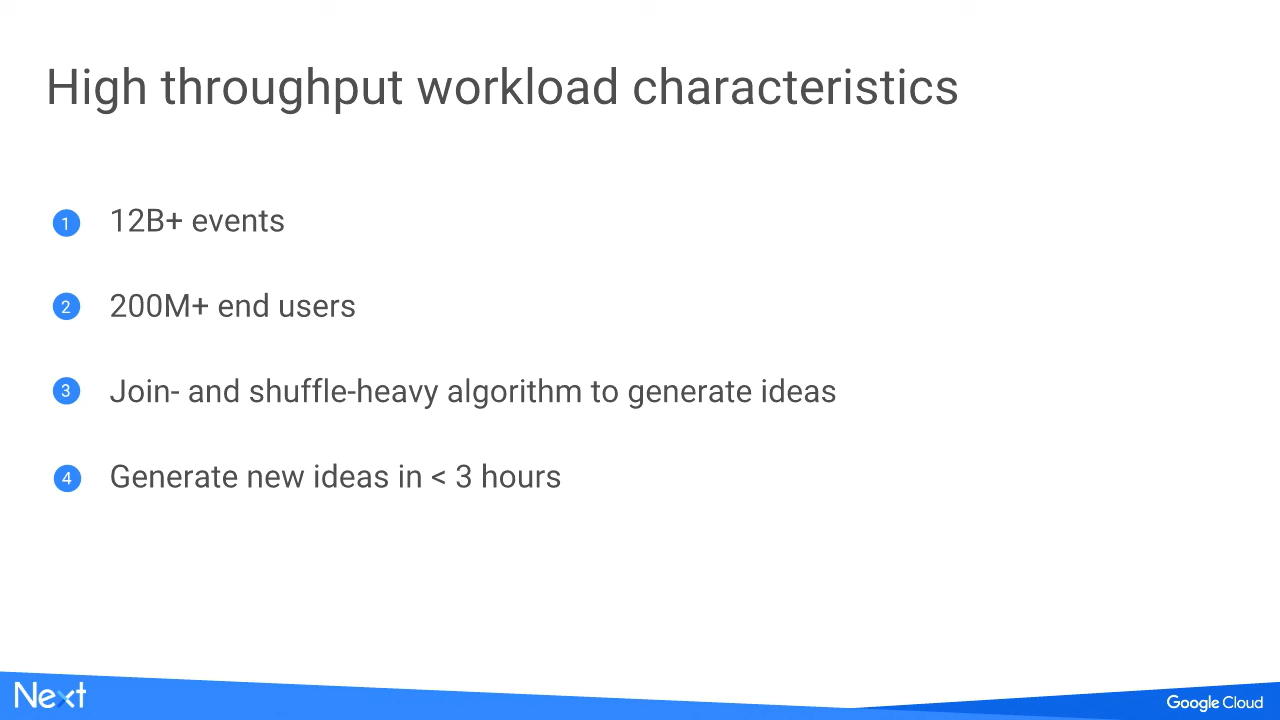 High throughput workload characteristics
1 12B+ events
2 200M+ end users
3 Join- and shuffle-heavy algorithm to generate ideas
4 Generate new ideas in < 3 hours
Next
Google Cloud